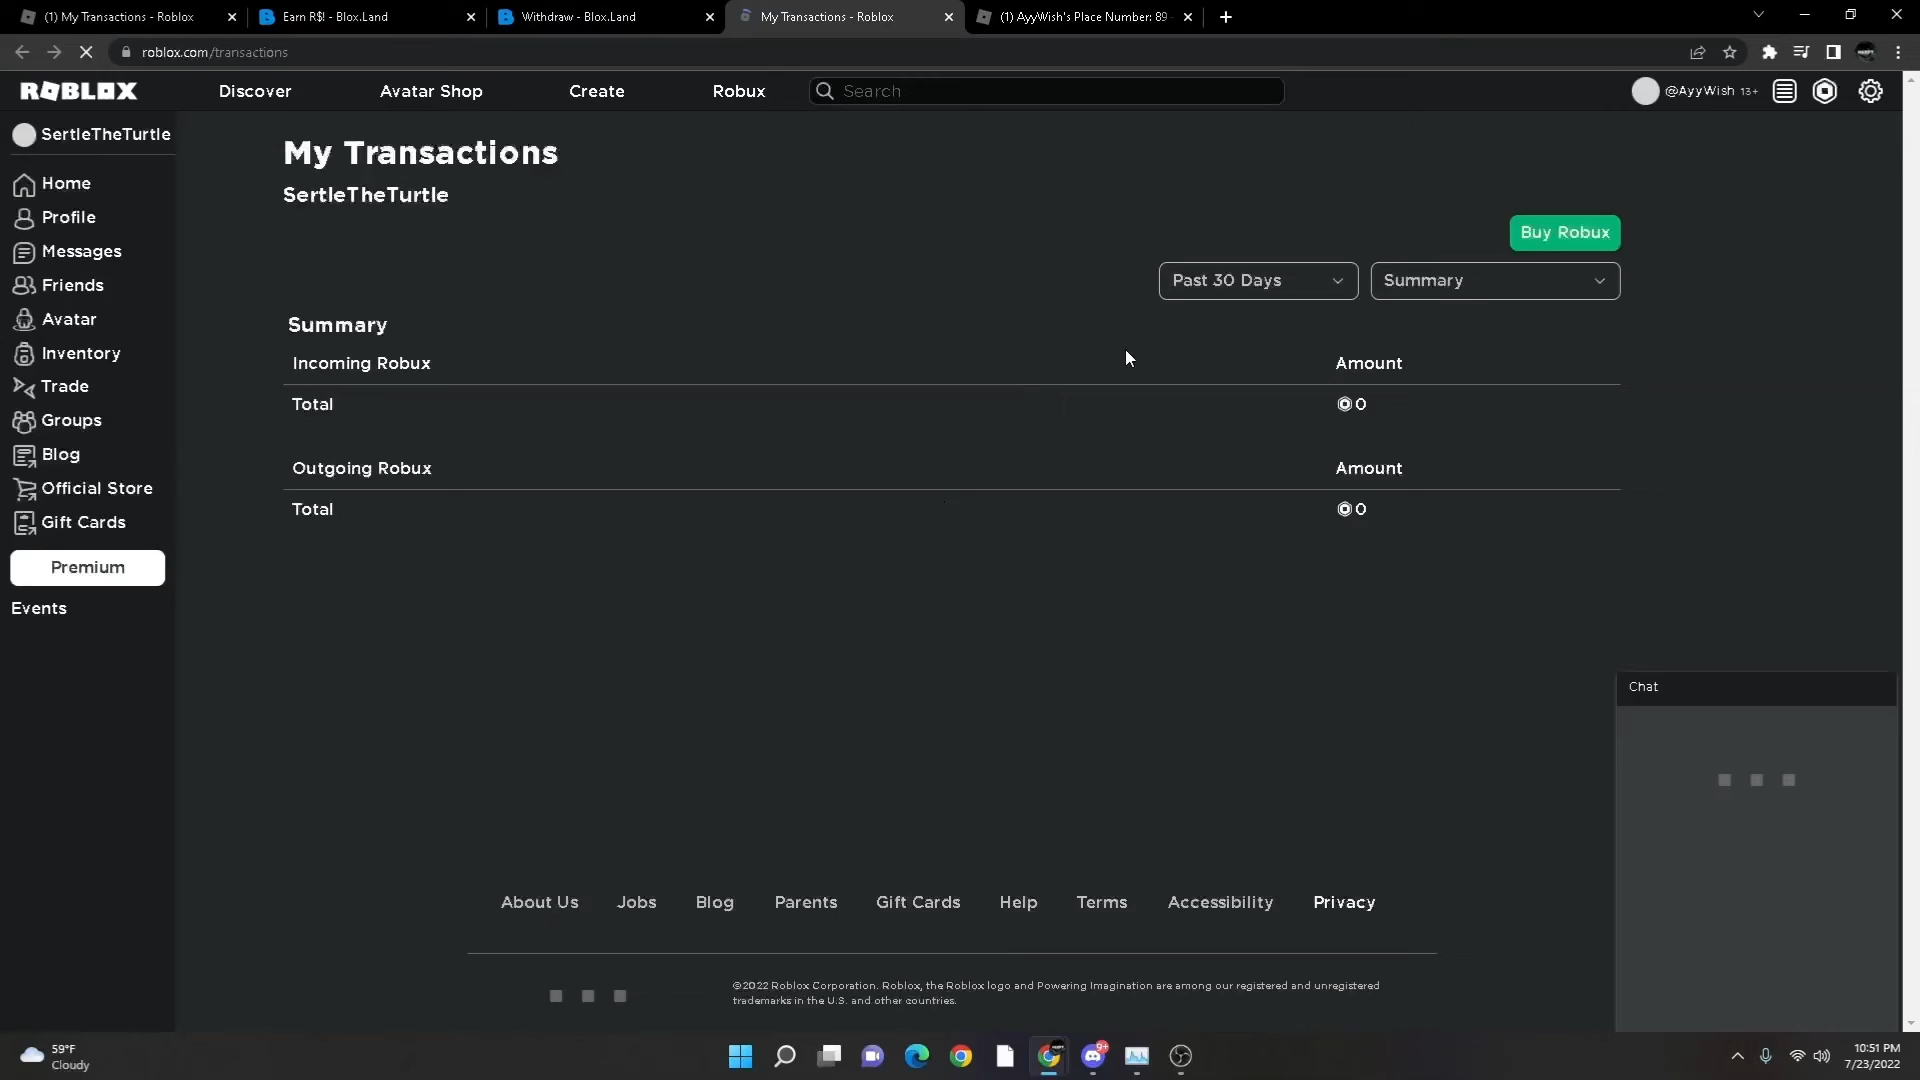 (1) My Transactions - Roblox
Earn R$! - Blox.Land
Withdraw - Blox.Land
My Transactions - Roblox
(1) AyyWish's Place Number: 89
roblox.com/transactions
ROBLOX
Discover
Avatar Shop
Create
Robux
Search
@AyyWish 13+
SertleTheTurtle
Home
Profile
Messages
Friends
Avatar
Inventory
Trade
Groups
Blog
Official Store
Gift Cards
Premium
Events
My Transactions
SertleTheTurtle
Buy Robux
Past 30 Days
Summary
Summary
Incoming Robux Amount
Total 0
Outgoing Robux Amount
Total 0
Chat
About Us Jobs Blog Parents Gift Cards Help Terms Accessibility Privacy
©2022 Roblox Corporation. Roblox, the Roblox logo and Powering Imagination are among our registered and unregistered
trademarks in the U.S. and other countries.
59°F
Cloudy
9+
10:51 PM
7/23/2022